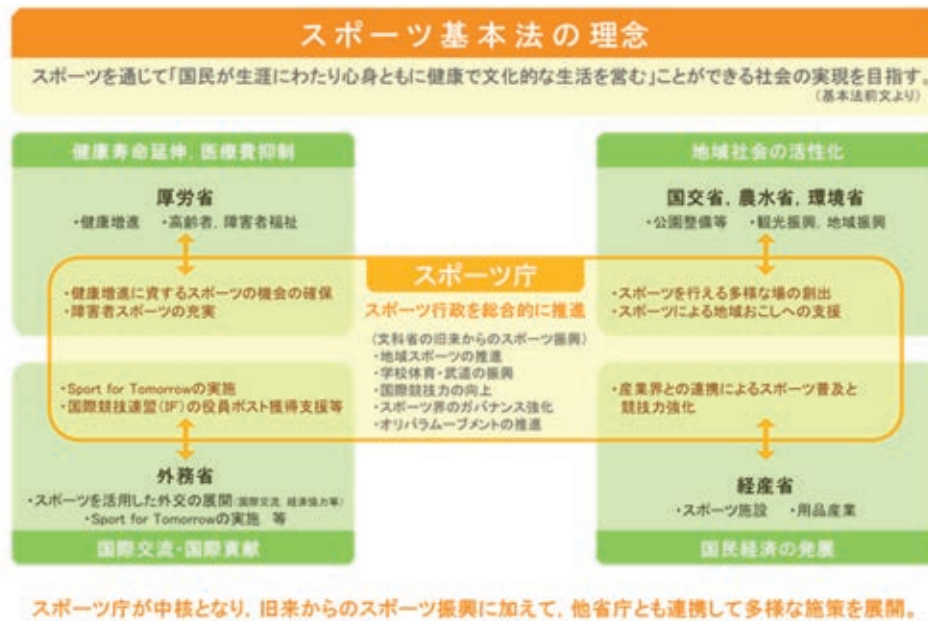 スポーツ基本法の理念
スポーツを通じて「国民が生涯にわたり心身ともに健康で文化的な生活を営む」ことができる社会の実現を目指す。
(基本法前文より)
健康寿命延伸，医療費抑制
厚労省
・健康増進　・高齢者，障害者福祉
・健康増進に資するスポーツの機会の確保
・障害者スポーツの充実
地域社会の活性化
国交省，農水省，環境省
・公園整備等　・観光振興，地域振興
・スポーツを行える多様な場の創出
・スポーツによる地域おこしへの支援
スポーツ庁
スポーツ行政を総合的に推進
(文科省の旧来からのスポーツ振興)
・地域スポーツの推進
・学校体育・武道の振興
・国際競技力の向上
・スポーツ界のガバナンス強化
・オリパラムーブメントの推進
・Sport for Tomorrowの実施
・国際競技連盟(IF)の役員ポスト獲得支援等
外務省
・スポーツを活用した外交の展開(国際交流，経済協力等)
・Sport for Tomorrowの実施　等
国際交流・国際貢献
・産業界との連携によるスポーツ普及と
競技力強化
経産省
・スポーツ施設　・用品産業
国民経済の発展
スポーツ庁が中核となり，旧来からのスポーツ振興に加えて，他省庁とも連携して多様な施策を展開。